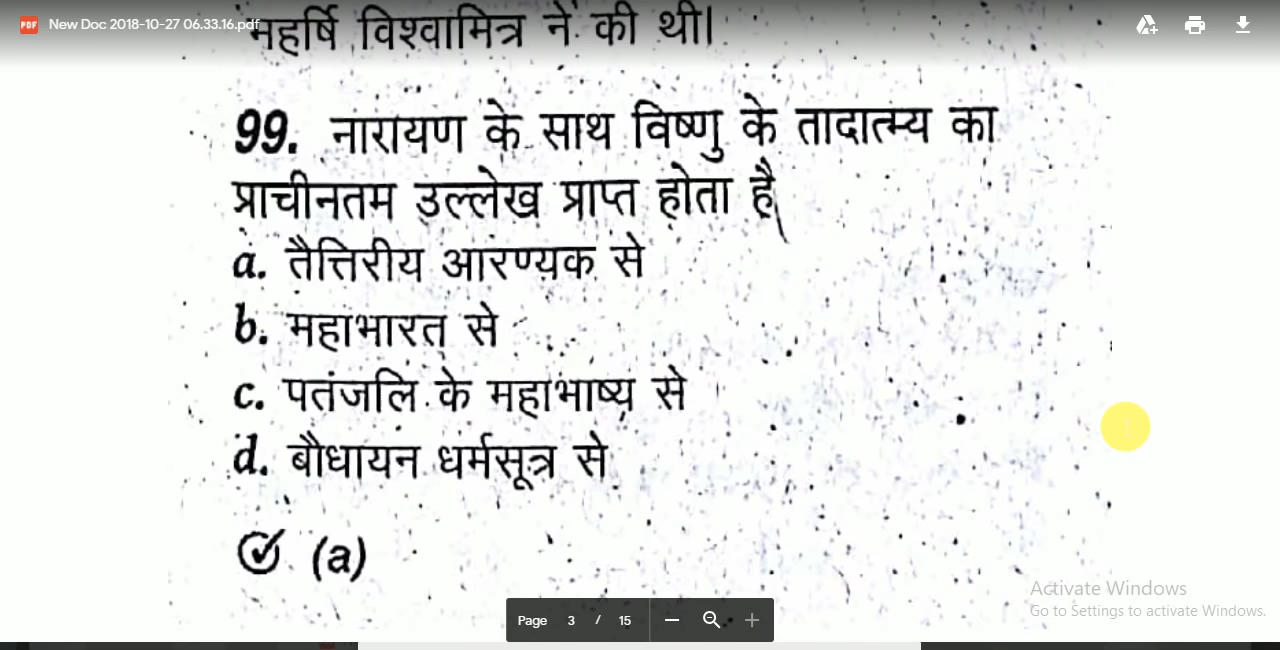 New Doc 2018-10-27 06.33.16.pdf
महर्षि विश्वामित्र ने की थी।
99. नारायण के साथ विष्णु के तादात्म्य का
प्राचीनतम उल्लेख प्राप्त होता है
a. तैत्तिरीय आरण्यक से
b. महाभारत से
c. पतंजलि के महाभाष्य से
d. बौधायन धर्मसूत्र से
(a)
Activate Windows
Go to Settings to activate Windows.
Page 3 / 15